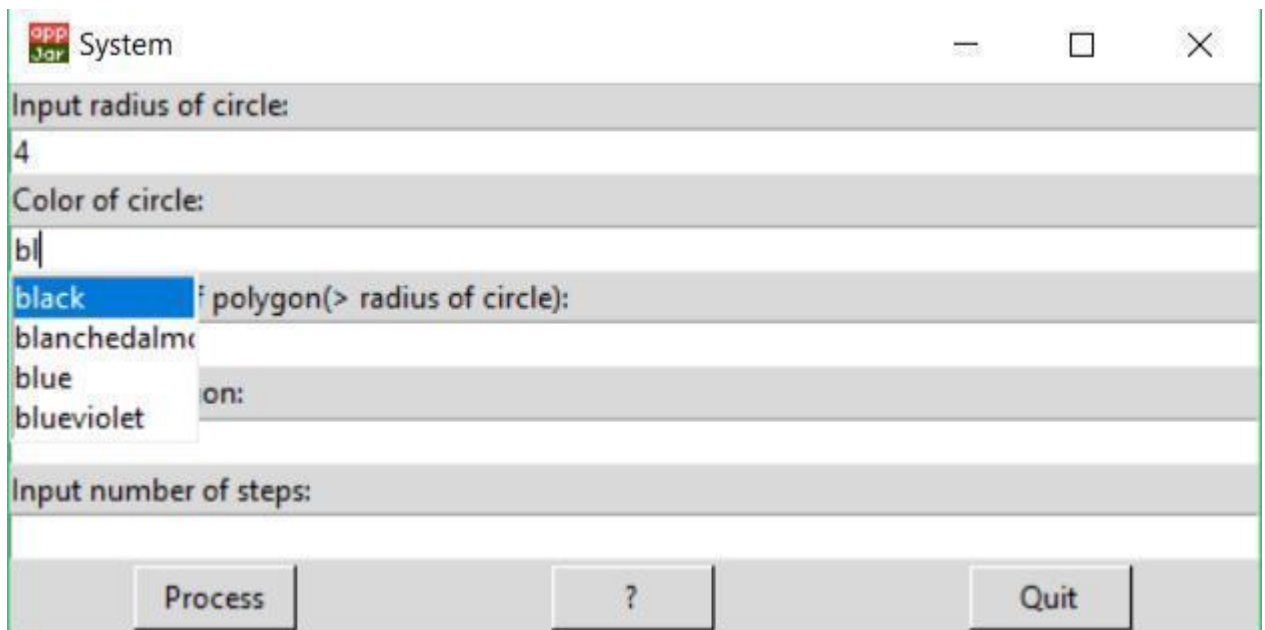 app
Jar
System
Input radius of circle:
4
Color of circle:
bl
black
polygon(> radius of circle):
blanchedalmo
blue
on:
blueviolet
Input number of steps:
Process ? Quit